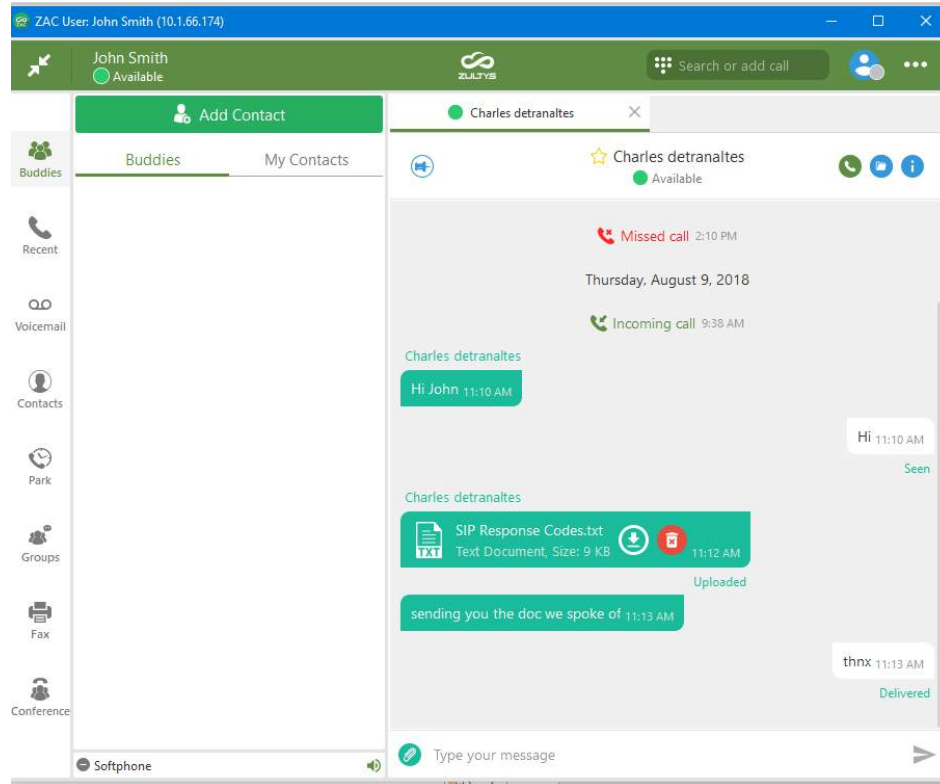 ZAC User: John Smith (10.1.66.174)
John Smith
Available
ZULTYS
Search or add call
Add Contact
Buddies
My Contacts
Buddies
Recent
Voicemail
Contacts
Park
Groups
Fax
Conference
Softphone
Charles detranaltes
Charles detranaltes
Available
Missed call 2:10 PM
Thursday, August 9, 2018
Incoming call 9:38 AM
Charles detranaltes
Hi John 11:10 AM
Hi 11:10 AM
Seen
Charles detranaltes
TXT
SIP Response Codes.txt
Text Document, Size: 9 KB
11:12 AM
Uploaded
sending you the doc we spoke of 11:13 AM
thnx 11:13 AM
Delivered
Type your message